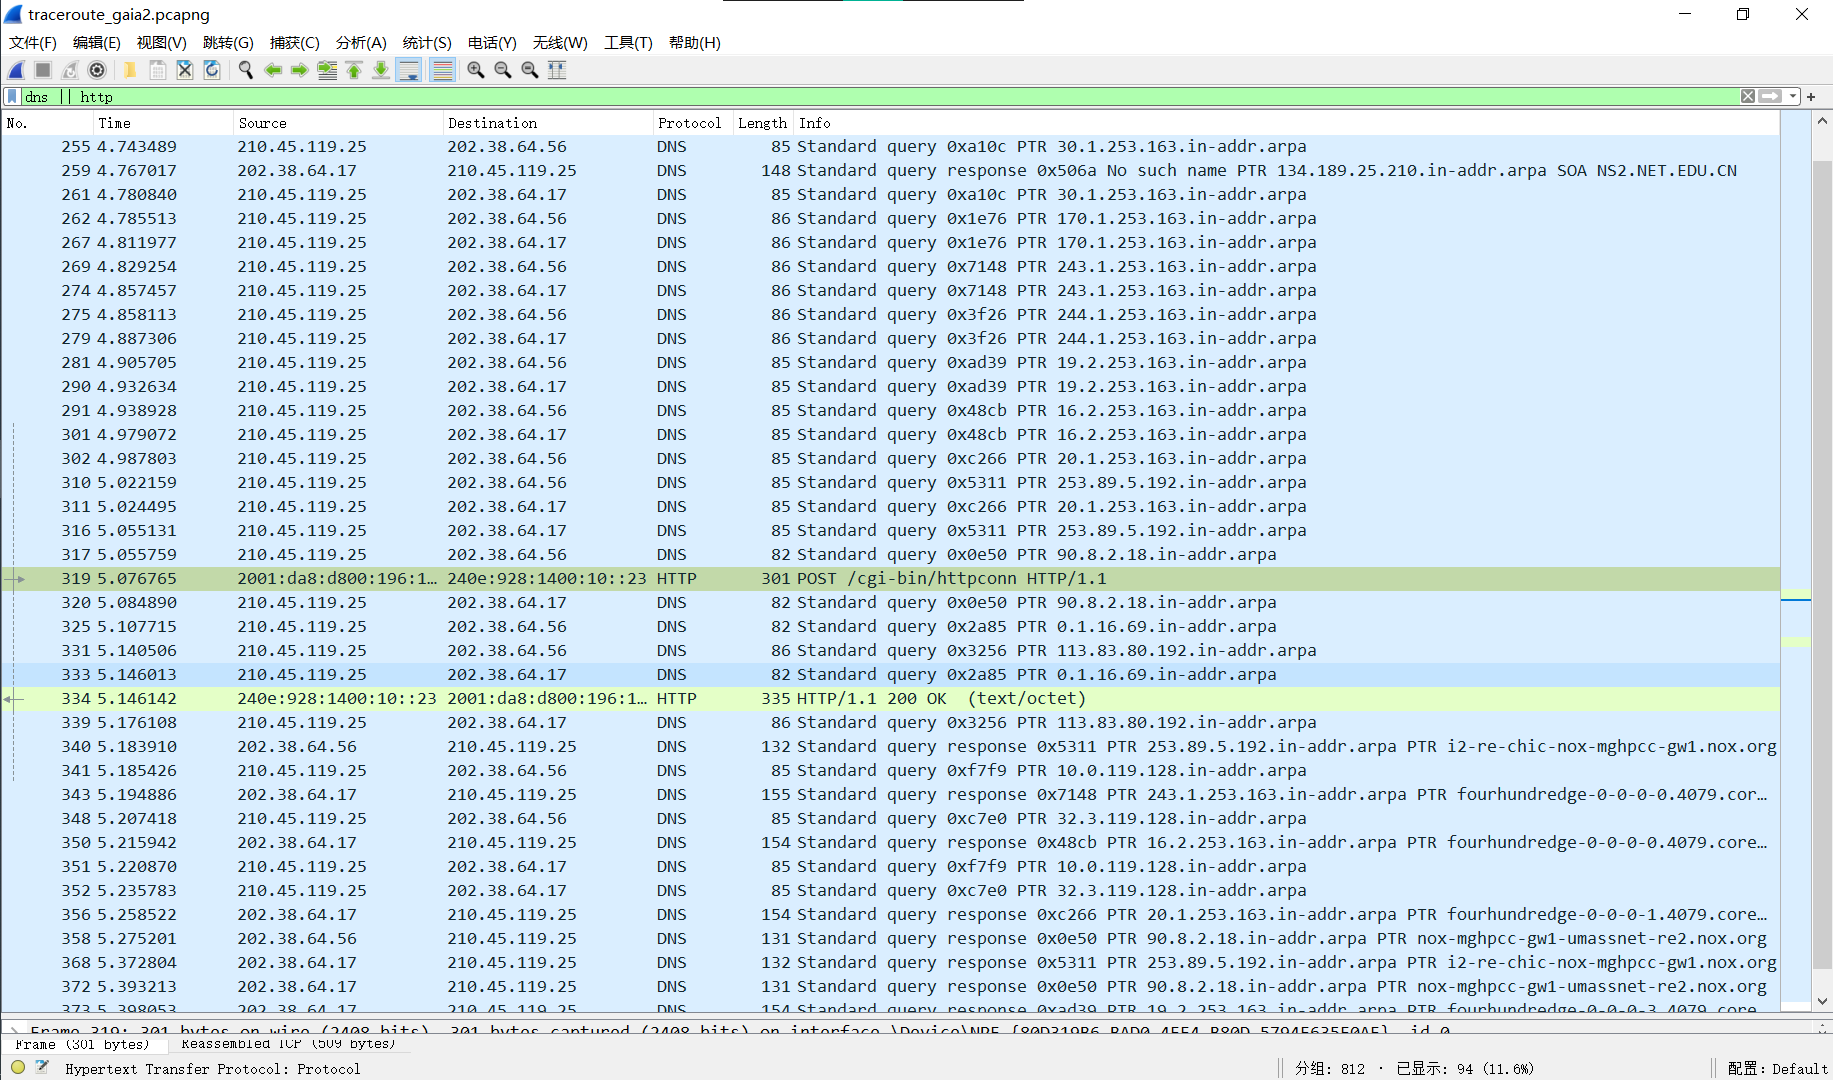 traceroute_gaia2.pcapng
文件(F) 编辑(E) 视图(V) 跳转(G) 捕获(C) 分析(A) 统计(S) 电话(Y) 无线(W) 工具(T) 帮助(H)
dns || http
No. Time Source Destination Protocol Length Info
255 4.743489 210.45.119.25 202.38.64.56 DNS 85 Standard query 0xa10c PTR 30.1.253.163.in-addr.arpa
259 4.767017 202.38.64.17 210.45.119.25 DNS 148 Standard query response 0x506a No such name PTR 134.189.25.210.in-addr.arpa SOA NS2.NET.EDU.CN
261 4.780840 210.45.119.25 202.38.64.17 DNS 85 Standard query 0xa10c PTR 30.1.253.163.in-addr.arpa
262 4.785513 210.45.119.25 202.38.64.56 DNS 86 Standard query 0x1e76 PTR 170.1.253.163.in-addr.arpa
267 4.811977 210.45.119.25 202.38.64.17 DNS 86 Standard query 0x1e76 PTR 170.1.253.163.in-addr.arpa
269 4.829254 210.45.119.25 202.38.64.56 DNS 86 Standard query 0x7148 PTR 243.1.253.163.in-addr.arpa
274 4.857457 210.45.119.25 202.38.64.17 DNS 86 Standard query 0x7148 PTR 243.1.253.163.in-addr.arpa
275 4.858113 210.45.119.25 202.38.64.56 DNS 86 Standard query 0x3f26 PTR 244.1.253.163.in-addr.arpa
279 4.887306 210.45.119.25 202.38.64.17 DNS 86 Standard query 0x3f26 PTR 244.1.253.163.in-addr.arpa
281 4.905705 210.45.119.25 202.38.64.56 DNS 85 Standard query 0xad39 PTR 19.2.253.163.in-addr.arpa
290 4.932634 210.45.119.25 202.38.64.17 DNS 85 Standard query 0xad39 PTR 19.2.253.163.in-addr.arpa
291 4.938928 210.45.119.25 202.38.64.56 DNS 85 Standard query 0x48cb PTR 16.2.253.163.in-addr.arpa
301 4.979072 210.45.119.25 202.38.64.17 DNS 85 Standard query 0x48cb PTR 16.2.253.163.in-addr.arpa
302 4.987803 210.45.119.25 202.38.64.56 DNS 85 Standard query 0xc266 PTR 20.1.253.163.in-addr.arpa
310 5.022159 210.45.119.25 202.38.64.56 DNS 85 Standard query 0x5311 PTR 253.89.5.192.in-addr.arpa
311 5.024495 210.45.119.25 202.38.64.17 DNS 85 Standard query 0xc266 PTR 20.1.253.163.in-addr.arpa
316 5.055131 210.45.119.25 202.38.64.17 DNS 85 Standard query 0x5311 PTR 253.89.5.192.in-addr.arpa
317 5.055759 210.45.119.25 202.38.64.56 DNS 82 Standard query 0x0e50 PTR 90.8.2.18.in-addr.arpa
319 5.076765 2001:da8:d800:196:1… 240e:928:1400:10::23 HTTP 301 POST /cgi-bin/httpconn HTTP/1.1
320 5.084890 210.45.119.25 202.38.64.17 DNS 82 Standard query 0x0e50 PTR 90.8.2.18.in-addr.arpa
325 5.107715 210.45.119.25 202.38.64.56 DNS 82 Standard query 0x2a85 PTR 0.1.16.69.in-addr.arpa
331 5.140506 210.45.119.25 202.38.64.56 DNS 86 Standard query 0x3256 PTR 113.83.80.192.in-addr.arpa
333 5.146013 210.45.119.25 202.38.64.17 DNS 82 Standard query 0x2a85 PTR 0.1.16.69.in-addr.arpa
334 5.146142 240e:928:1400:10::23 2001:da8:d800:196:1… HTTP 335 HTTP/1.1 200 OK (text/octet)
339 5.176108 210.45.119.25 202.38.64.17 DNS 86 Standard query 0x3256 PTR 113.83.80.192.in-addr.arpa
340 5.183910 202.38.64.56 210.45.119.25 DNS 132 Standard query response 0x5311 PTR 253.89.5.192.in-addr.arpa PTR i2-re-chic-nox-mghpcc-gw1.nox.org
341 5.185426 210.45.119.25 202.38.64.56 DNS 85 Standard query 0xf7f9 PTR 10.0.119.128.in-addr.arpa
343 5.194886 202.38.64.17 210.45.119.25 DNS 155 Standard query response 0x7148 PTR 243.1.253.163.in-addr.arpa PTR fourhundredge-0-0-0-0.4079.cor…
348 5.207418 210.45.119.25 202.38.64.56 DNS 85 Standard query 0xc7e0 PTR 32.3.119.128.in-addr.arpa
350 5.215942 202.38.64.17 210.45.119.25 DNS 154 Standard query response 0x48cb PTR 16.2.253.163.in-addr.arpa PTR fourhundredge-0-0-0-0.4079.core…
351 5.220870 210.45.119.25 202.38.64.17 DNS 85 Standard query 0xf7f9 PTR 10.0.119.128.in-addr.arpa
352 5.235783 210.45.119.25 202.38.64.17 DNS 85 Standard query 0xc7e0 PTR 32.3.119.128.in-addr.arpa
356 5.258522 202.38.64.17 210.45.119.25 DNS 154 Standard query response 0xc266 PTR 20.1.253.163.in-addr.arpa PTR fourhundredge-0-0-0-1.4079.core…
358 5.275201 202.38.64.56 210.45.119.25 DNS 131 Standard query response 0x0e50 PTR 90.8.2.18.in-addr.arpa PTR nox-mghpcc-gw1-umassnet-re2.nox.org
368 5.372804 202.38.64.17 210.45.119.25 DNS 132 Standard query response 0x5311 PTR 253.89.5.192.in-addr.arpa PTR i2-re-chic-nox-mghpcc-gw1.nox.org
372 5.393213 202.38.64.17 210.45.119.25 DNS 131 Standard query response 0x0e50 PTR 90.8.2.18.in-addr.arpa PTR nox-mghpcc-gw1-umassnet-re2.nox.org
373 5.398053 202.38.64.17 210.45.119.25 DNS 154 Standard query response 0xad39 PTR 19.2.253.163.in-addr.arpa PTR fourhundredge-0-0-0-3.4079.core…
Frame 319: 301 bytes on wire (2408 bits), 301 bytes captured (2408 bits) on interface
Frame (301 bytes) Reassembled TCP (509 bytes)
Hypertext Transfer Protocol: Protocol 分组: 812 · 已显示: 94 (11.6%) 配置: Default